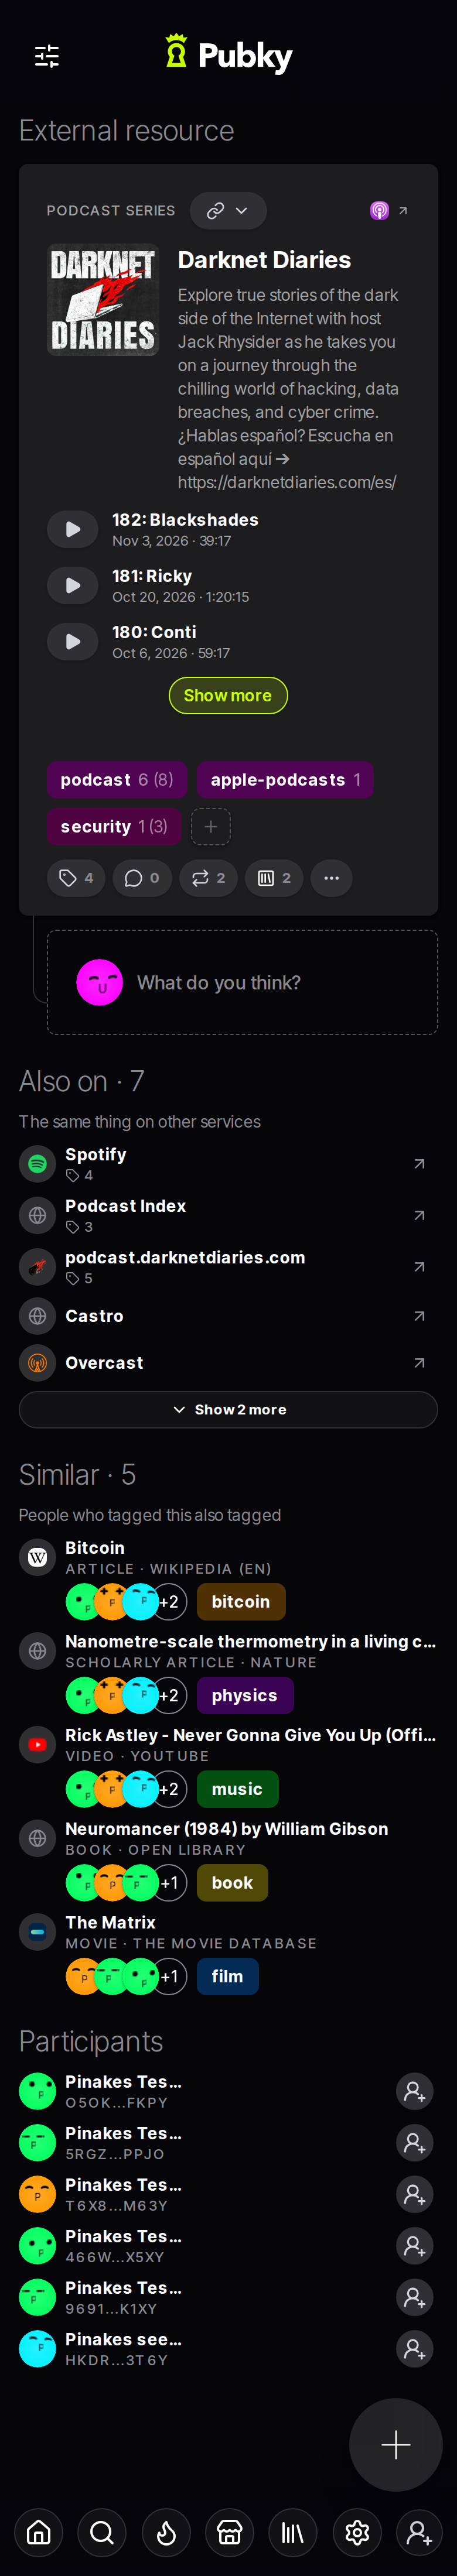 Pubky
External resource
PODCAST SERIES
DARKNET
DIARIES
Darknet Diaries
Explore true stories of the dark
side of the Internet with host
Jack Rhysider as he takes you
on a journey through the
chilling world of hacking, data
breaches, and cyber crime.
¿Hablas español? Escucha en
español aquí ➔
https://darknetdiaries.com/es/
182: Blackshades
Nov 3, 2026 · 39:17
181: Ricky
Oct 20, 2026 · 1:20:15
180: Conti
Oct 6, 2026 · 59:17
Show more
podcast 6 (8) apple-podcasts 1
security 1 (3) +
4 0 2 2
What do you think?
Also on · 7
The same thing on other services
Spotify
4
Podcast Index
3
podcast.darknetdiaries.com
5
Castro
Overcast
Show 2 more
Similar · 5
People who tagged this also tagged
Bitcoin
ARTICLE · WIKIPEDIA (EN)
+2 bitcoin
Nanometre-scale thermometry in a living c...
SCHOLARLY ARTICLE · NATURE
+2 physics
Rick Astley - Never Gonna Give You Up (Offi...
VIDEO · YOUTUBE
+2 music
Neuromancer (1984) by William Gibson
BOOK · OPEN LIBRARY
+1 book
The Matrix
MOVIE · THE MOVIE DATABASE
+1 film
Participants
Pinakes Tes...
O5OK...FKPY
Pinakes Tes...
5RGZ...PPJO
Pinakes Tes...
T6X8...M63Y
Pinakes Tes...
466W...X5XY
Pinakes Tes...
9691...K1XY
Pinakes see...
HKDR...3T6Y